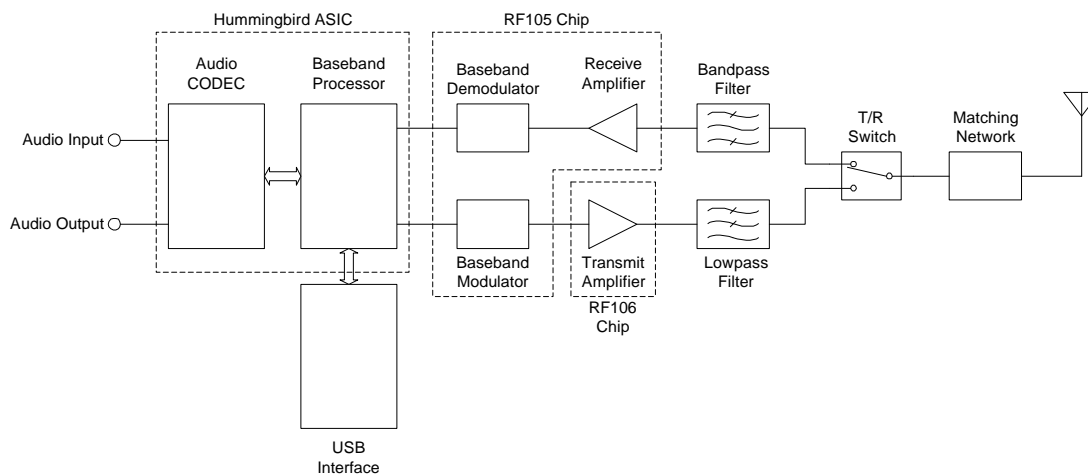 Hummingbird ASIC
RF105 Chip
Audio
CODEC
Baseband
Processor
Baseband
Demodulator
Receive
Amplifier
Bandpass
Filter
T/R
Switch
Matching
Network
Audio Input
Audio Output
Baseband
Modulator
Transmit
Amplifier
Lowpass
Filter
RF106
Chip
USB
Interface